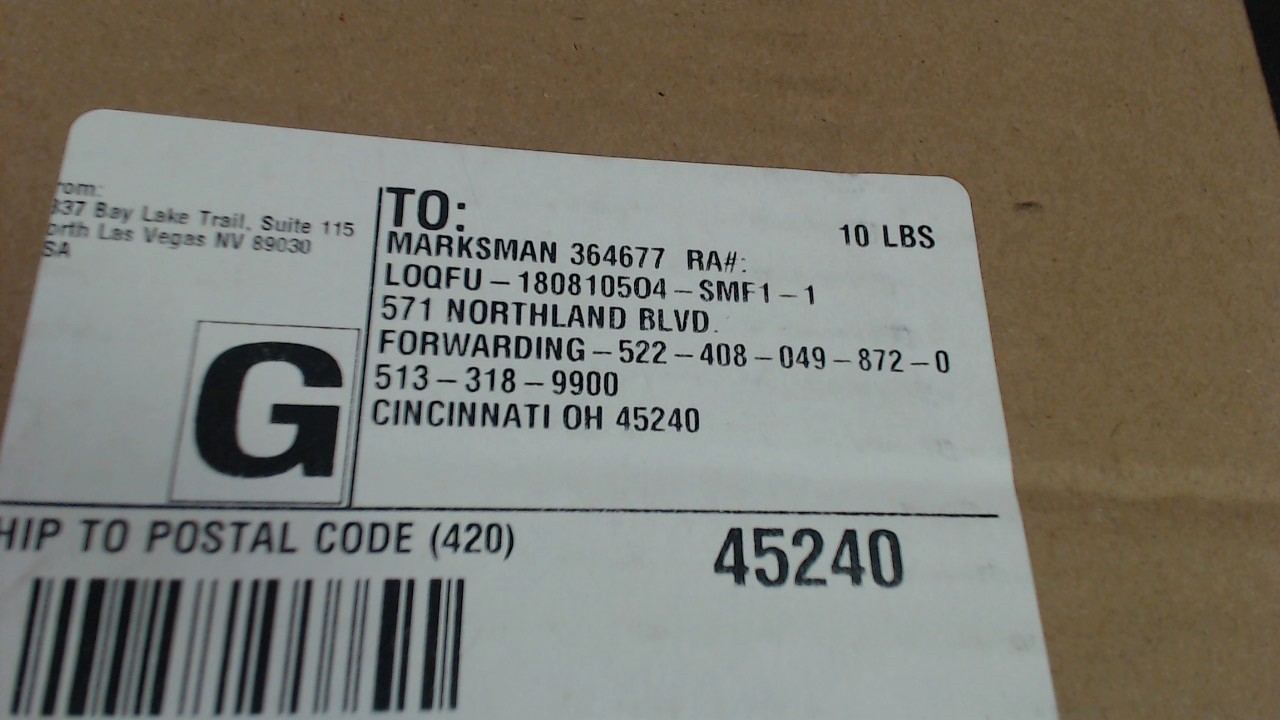 rom:
337 Bay Lake Trail, Suite 115
orth Las Vegas NV 89030
SA
TO:
10 LBS
MARKSMAN 364677 RA#:
LOQFU-180810504-SMF1-1
571 NORTHLAND BLVD.
FORWARDING-522-408-049-872-0
513-318-9900
CINCINNATI OH 45240
G
HIP TO POSTAL CODE (420)
45240